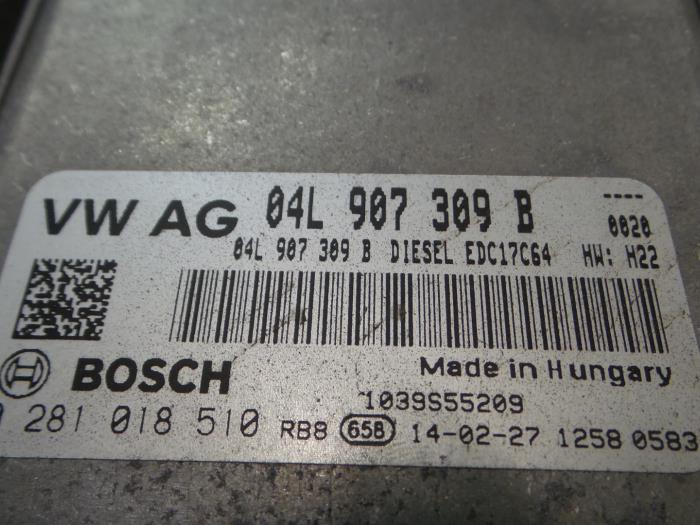 VW AG 04L 907 309 B ----
0020
04L 907 309 B DIESEL EDC17C64 HW: H22
BOSCH Made in Hungary
1039S55209
0 281 018 510 RB8 658 14-02-27 1258 0583